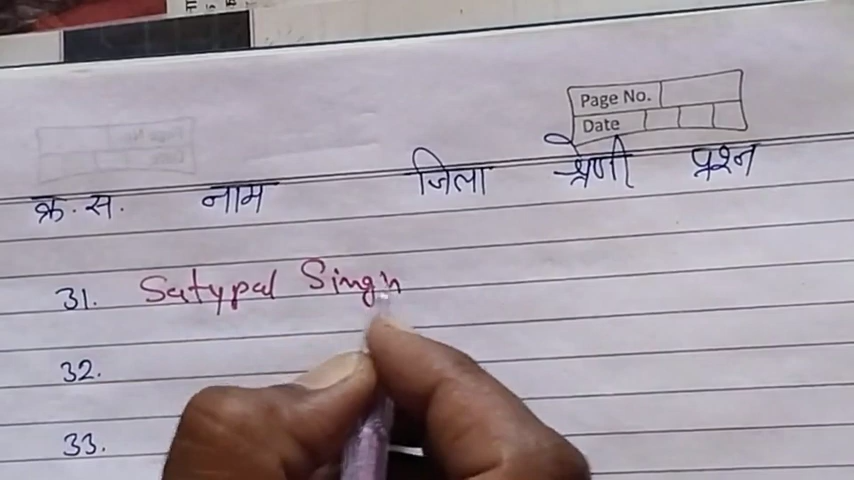 Page No.
Date
क्र. स. नाम जिला श्रेणी प्रश्न
31. Satypal Singh
32.
33.